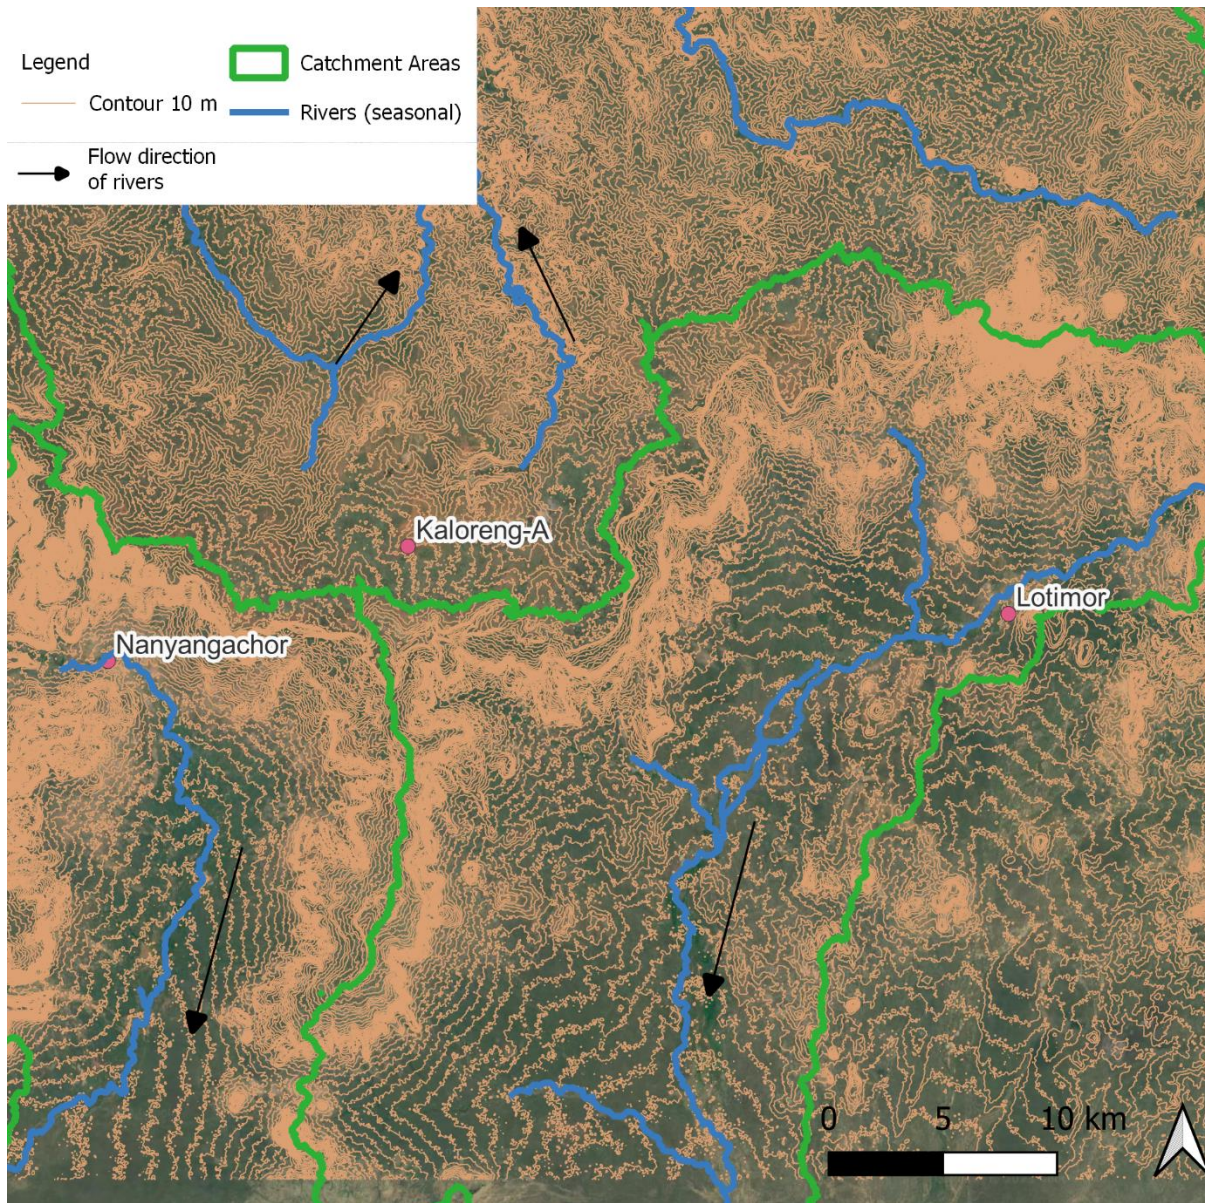 Legend
Catchment Areas
Contour 10 m
Rivers (seasonal)
Flow direction
of rivers
Kaloreng-A
Lotimor
Nanyangachor
0 5 10 km